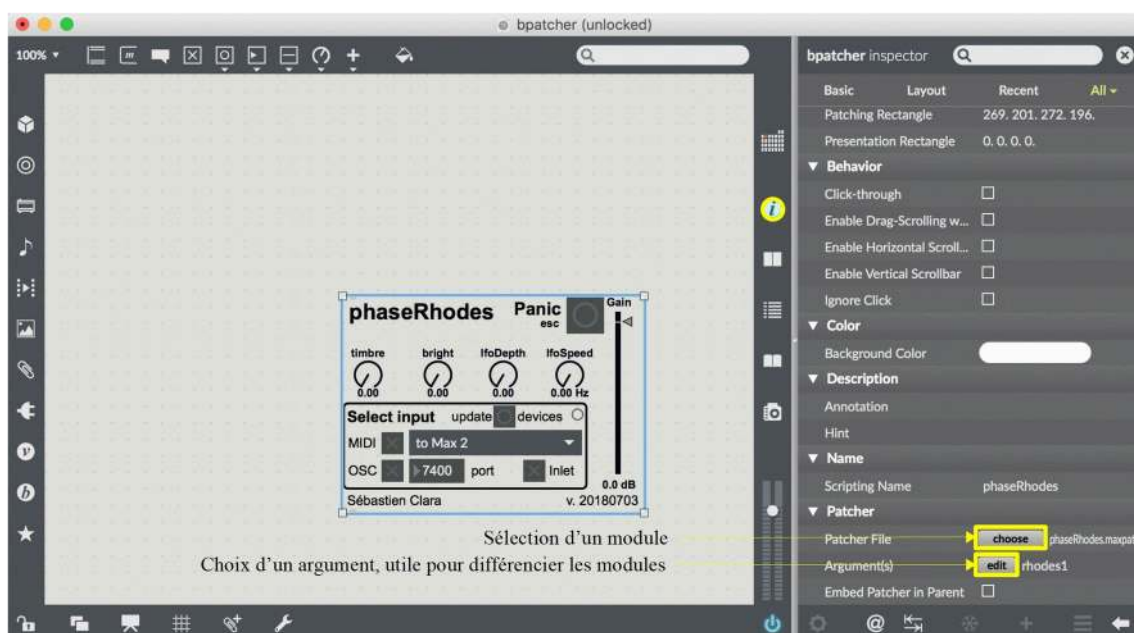 bpatcher (unlocked)
100%
bpatcher inspector
Basic Layout Recent All
Patching Rectangle 269. 201. 272. 196.
Presentation Rectangle 0. 0. 0. 0.
Behavior
Click-through
Enable Drag-Scrolling w...
Enable Horizontal Scroll...
Enable Vertical Scrollbar
Ignore Click
Color
Background Color
Description
Annotation
Hint
Name
Scripting Name phaseRhodes
Patcher
Patcher File choose phaseRhodes.maxpat
Argument(s) edit rhodes1
Embed Patcher in Parent
phaseRhodes Panic Gain
esc
timbre bright lfoDepth lfoSpeed
0.00 0.00 0.00 0.00 Hz
Select input update devices
MIDI to Max 2
OSC 7400 port Inlet
0.0 dB
Sébastien Clara v. 20180703
Sélection d'un module
Choix d'un argument, utile pour différencier les modules